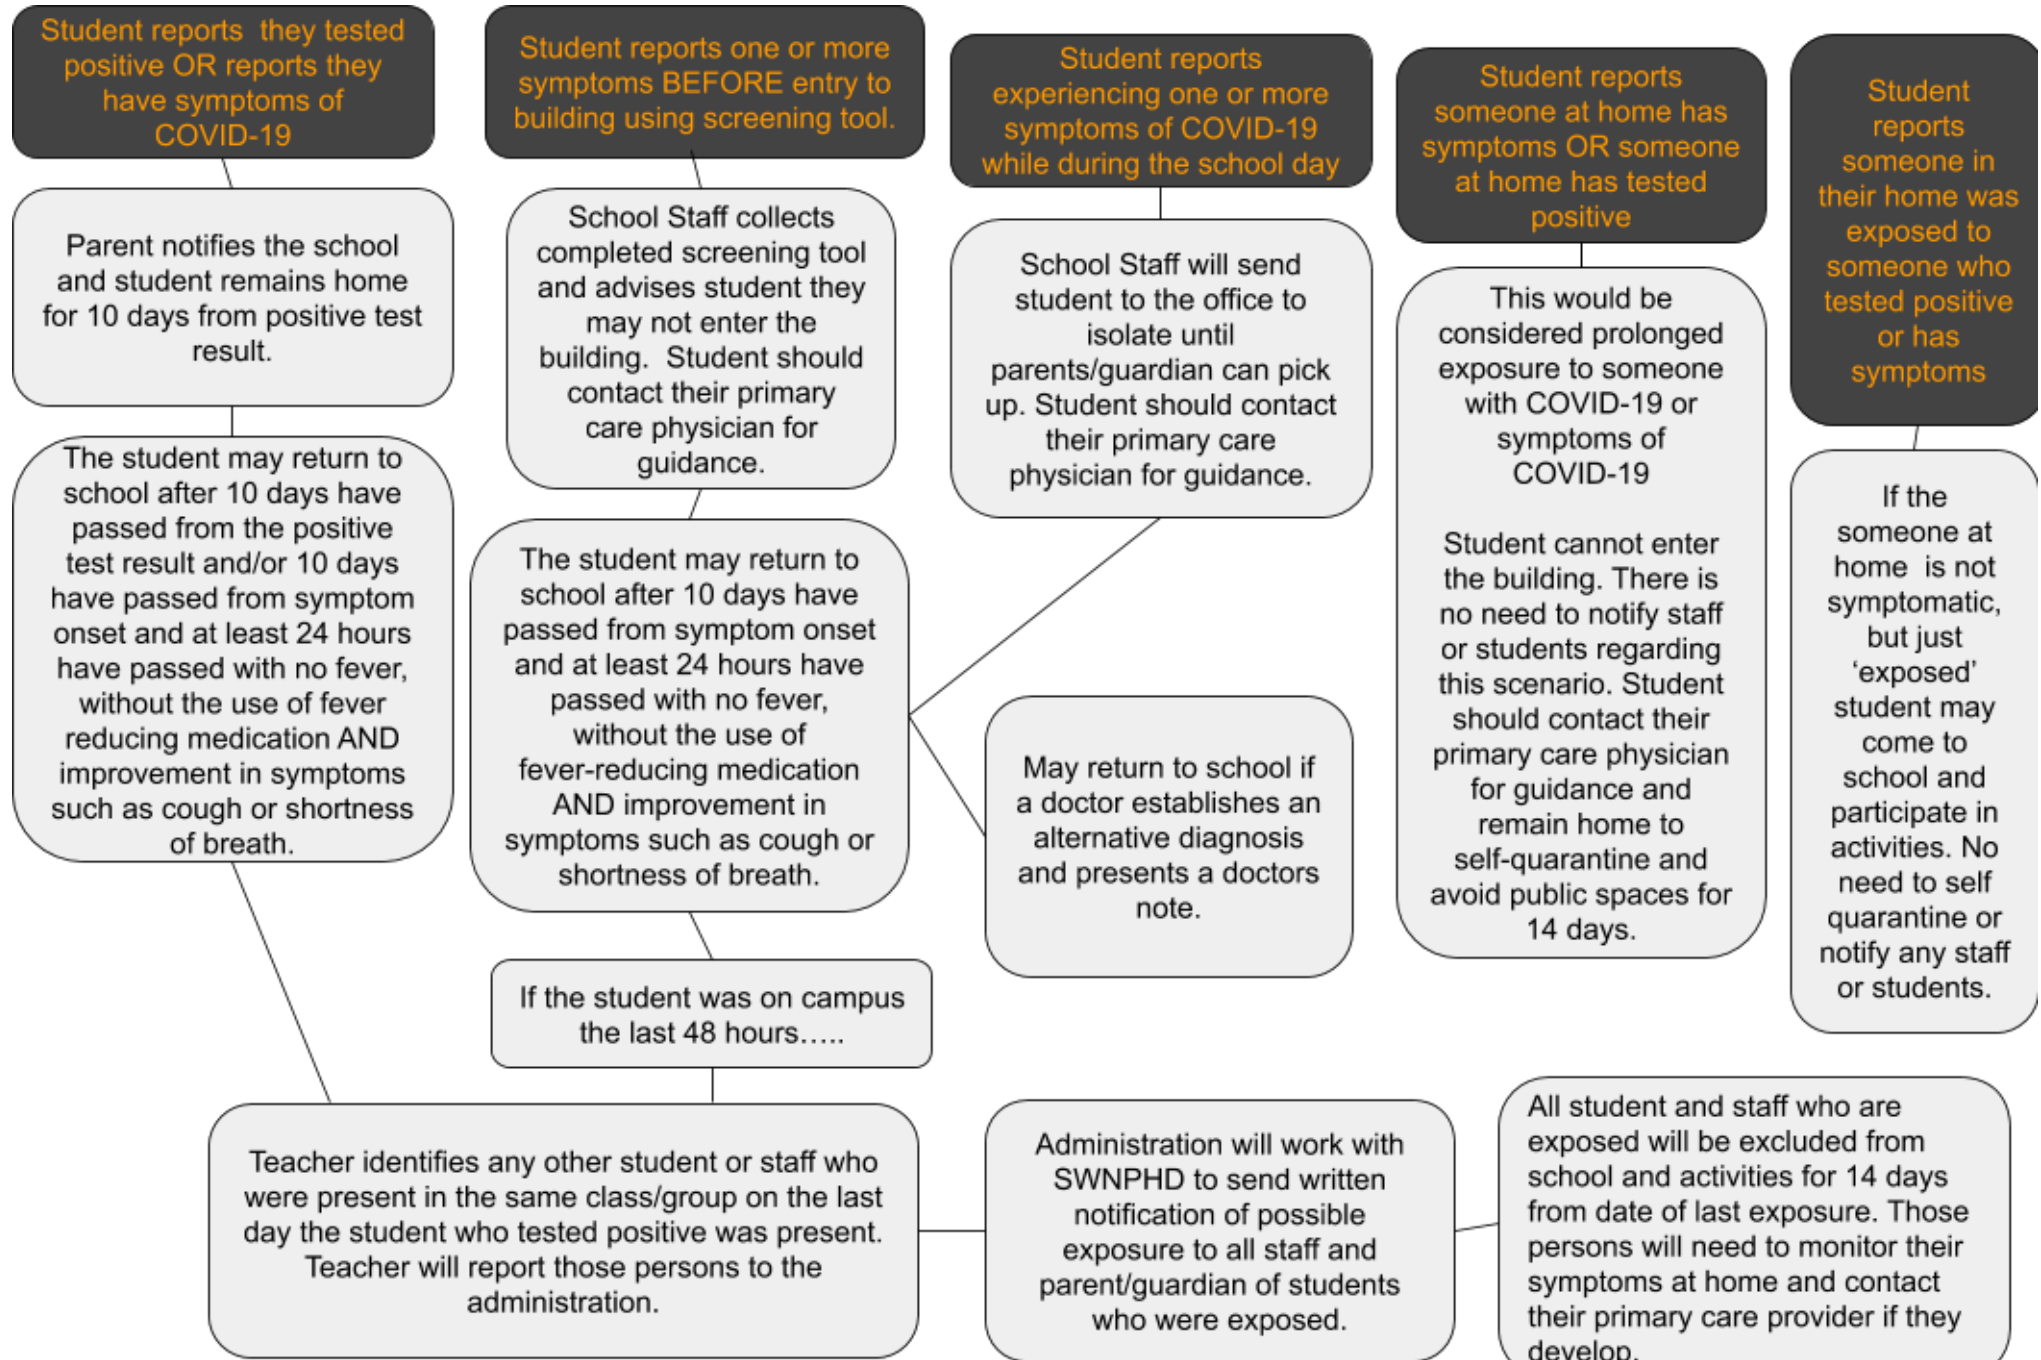 Student reports they tested
positive OR reports they
have symptoms of
COVID-19
Parent notifies the school
and student remains home
for 10 days from positive test
result.
The student may return to
school after 10 days have
passed from the positive
test result and/or 10 days
have passed from symptom
onset and at least 24 hours
have passed with no fever,
without the use of fever
reducing medication AND
improvement in symptoms
such as cough or shortness
of breath.
Student reports one or more
symptoms BEFORE entry to
building using screening tool.
School Staff collects
completed screening tool
and advises student they
may not enter the
building. Student should
contact their primary
care physician for
guidance.
The student may return to
school after 10 days have
passed from symptom onset
and at least 24 hours have
passed with no fever,
without the use of
fever-reducing medication
AND improvement in
symptoms such as cough or
shortness of breath.
If the student was on campus
the last 48 hours.....
Student reports
experiencing one or more
symptoms of COVID-19
while during the school day
School Staff will send
student to the office to
isolate until
parents/guardian can pick
up. Student should contact
their primary care
physician for guidance.
May return to school if
a doctor establishes an
alternative diagnosis
and presents a doctors
note.
Student reports
someone at home has
symptoms OR someone
at home has tested
positive
This would be
considered prolonged
exposure to someone
with COVID-19 or
symptoms of
COVID-19
Student cannot enter
the building. There is
no need to notify staff
or students regarding
this scenario. Student
should contact their
primary care physician
for guidance and
remain home to
self-quarantine and
avoid public spaces for
14 days.
Student
reports
someone in
their home was
exposed to
someone who
tested positive
or has
symptoms
If the
someone at
home is not
symptomatic,
but just
‘exposed’
student may
come to
school and
participate in
activities. No
need to self
quarantine or
notify any staff
or students.
Teacher identifies any other student or staff who
were present in the same class/group on the last
day the student who tested positive was present.
Teacher will report those persons to the
administration.
Administration will work with
SWNPHD to send written
notification of possible
exposure to all staff and
parent/guardian of students
who were exposed.
All student and staff who are
exposed will be excluded from
school and activities for 14 days
from date of last exposure. Those
persons will need to monitor their
symptoms at home and contact
their primary care provider if they
develop.